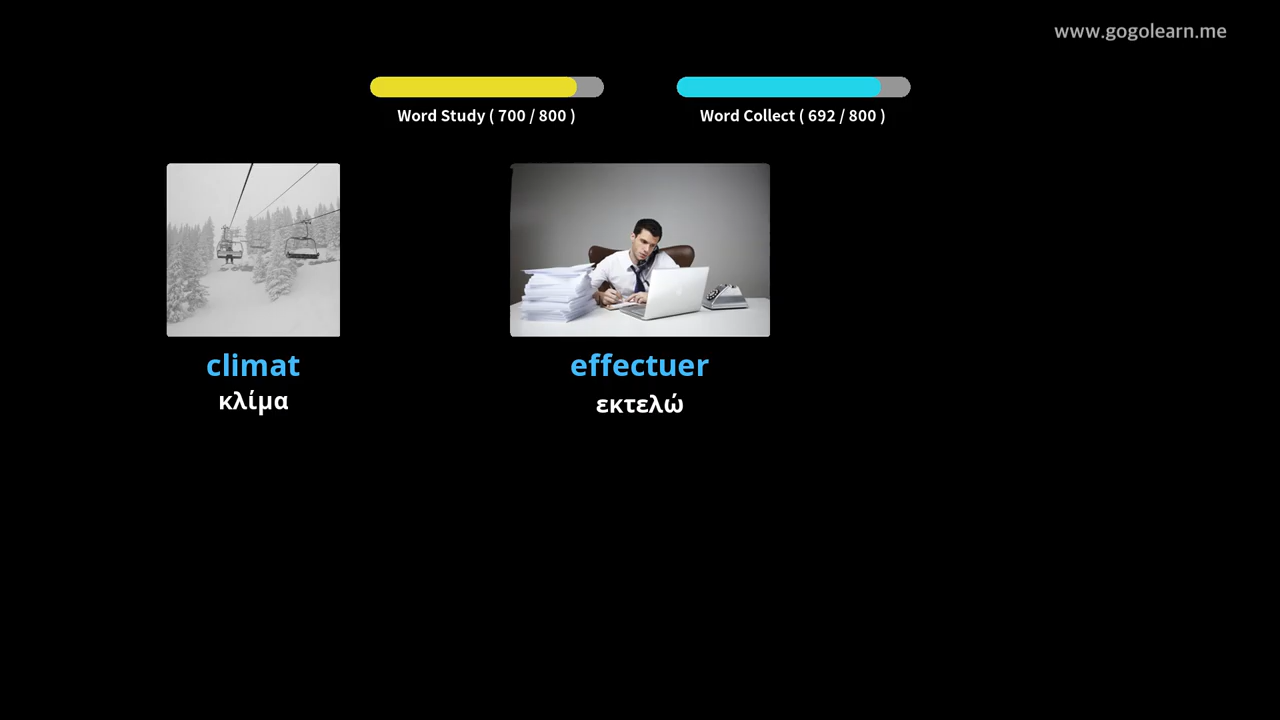 www.gogolearn.me
Word Study ( 700 / 800 )
Word Collect ( 692 / 800 )
climat
κλίμα
effectuer
εκτελώ